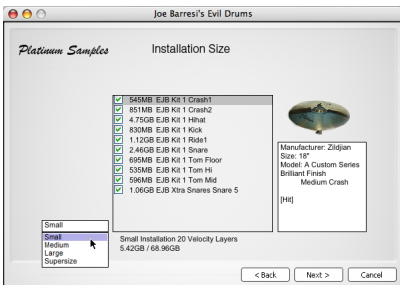 Joe Barresi's Evil Drums
Platinum Samples
Installation Size
545MB EJB Kit 1 Crash1
851MB EJB Kit 1 Crash2
4.75GB EJB Kit 1 Hihat
830MB EJB Kit 1 Kick
1.12GB EJB Kit 1 Ride1
2.46GB EJB Kit 1 Snare
695MB EJB Kit 1 Tom Floor
535MB EJB Kit 1 Tom Hi
596MB EJB Kit 1 Tom Mid
1.06GB EJB Xtra Snares Snare 5
Manufacturer: Zildjian
Size: 18"
Model: A Custom Series
Brilliant Finish
Medium Crash
[Hit]
Small
Small
Medium
Large
Supersize
Small Installation 20 Velocity Layers
5.42GB / 68.96GB
< Back
Next >
Cancel